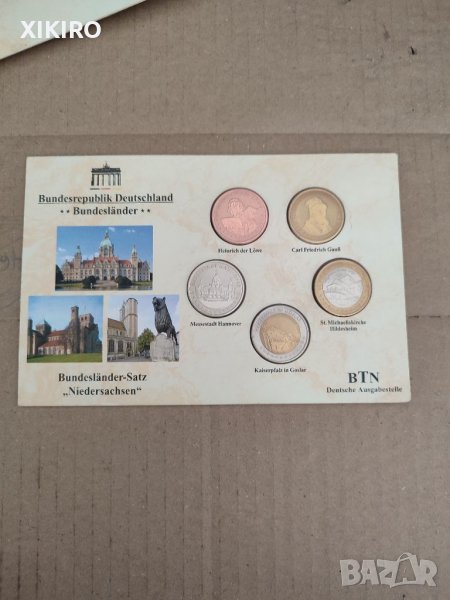 XIKIRO
Bundesrepublik Deutschland
** Bundesländer **
Heinrich der Löwe
Carl Friedrich Gauß
Messestadt Hannover
St. Michaeliskirche
Hildesheim
Kaiserpfalz in Goslar
Bundesländer-Satz
„Niedersachsen"
BTN
Deutsche Ausgabestelle
BAZAR